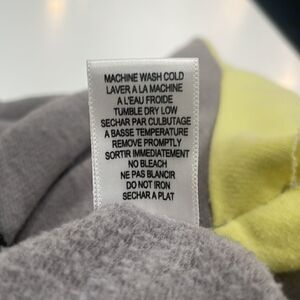 MACHINE WASH COLD
LAVER A LA MACHINE
A L'EAU FROIDE
TUMBLE DRY LOW
SECHAR PAR CULBUTAGE
A BASSE TEMPERATURE
REMOVE PROMPTLY
SORTIR IMMEDIATEMENT
NO BLEACH
NE PAS BLANCIR
DO NOT IRON
SECHAR A PLAT